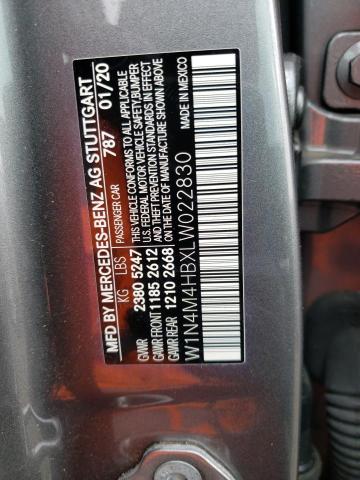 MFD BY MERCEDES-BENZ AG STUTTGART
787 01/20
KG LBS PASSENGER CAR
GWR 2380 5247
GAWR FRONT 1185 2612
GAWR REAR 1210 2668
THIS VEHICLE CONFORMS TO ALL APPLICABLE
U.S. FEDERAL MOTOR VEHICLE SAFETY, BUMPER
AND THEFT PREVENTION STANDARDS IN EFFECT
ON THE DATE OF MANUFACTURE SHOWN ABOVE.
W1N4M4HBXLW022830
MADE IN MEXICO